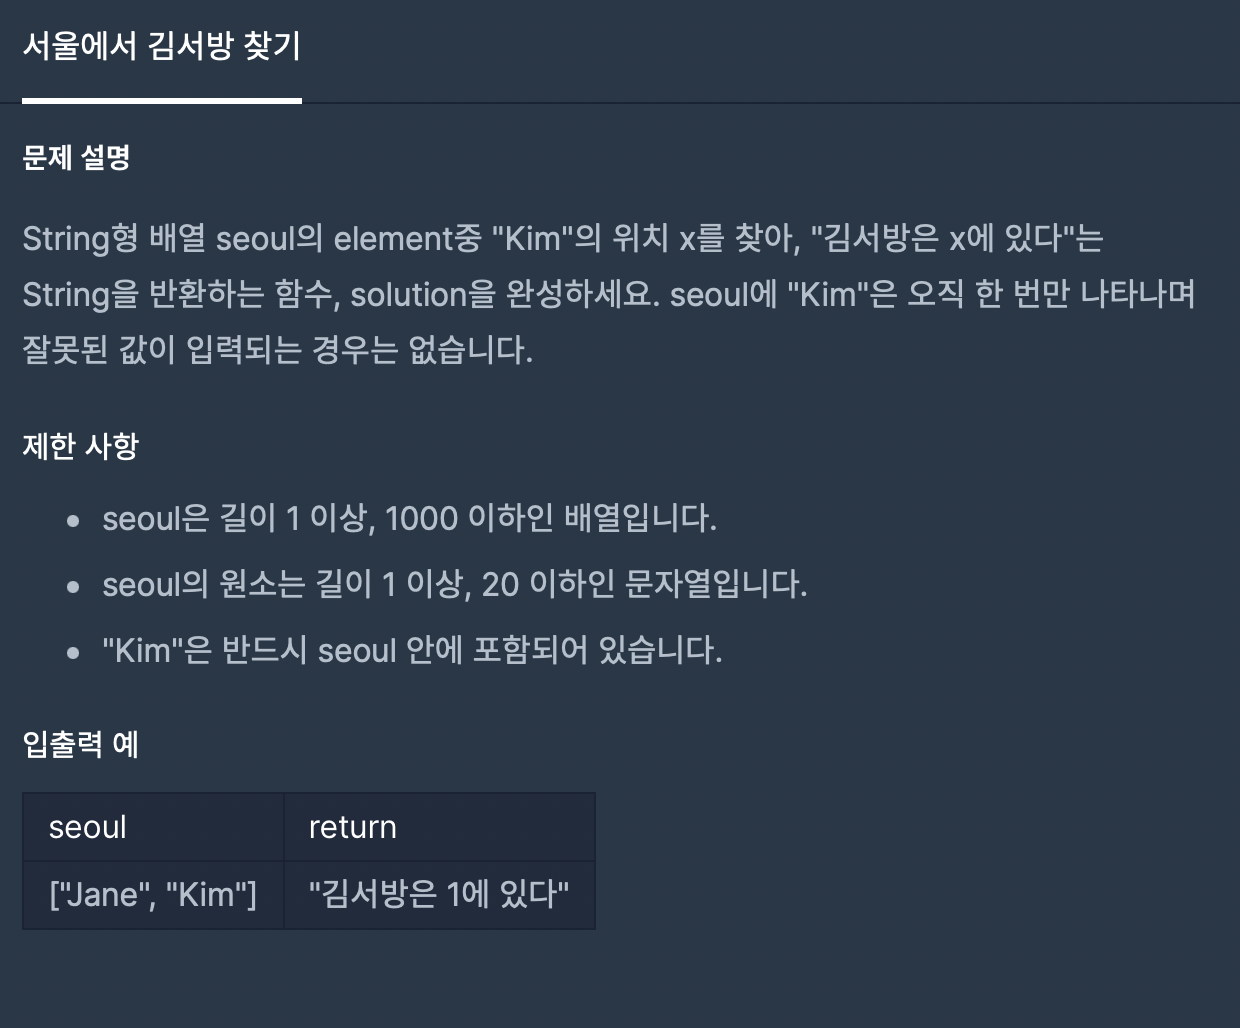 서울에서 김서방 찾기
문제 설명
String형 배열 seoul의 element중 "Kim"의 위치 x를 찾아, "김서방은 x에 있다"는
String을 반환하는 함수, solution을 완성하세요. seoul에 "Kim"은 오직 한 번만 나타나며
잘못된 값이 입력되는 경우는 없습니다.
제한 사항
• seoul은 길이 1 이상, 1000 이하인 배열입니다.
• seoul의 원소는 길이 1 이상, 20 이하인 문자열입니다.
• "Kim"은 반드시 seoul 안에 포함되어 있습니다.
입출력 예
seoul return
["Jane", "Kim"] "김서방은 1에 있다"